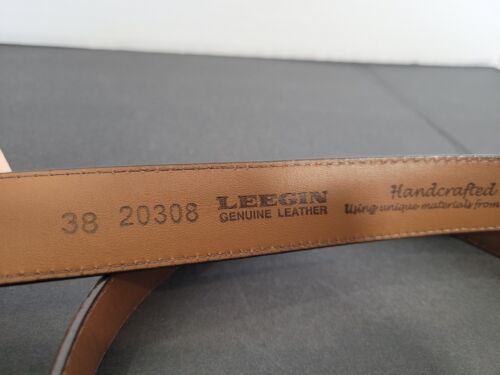 38 20308 LEEGIN
GENUINE LEATHER
Handcrafted
Using unique materials from